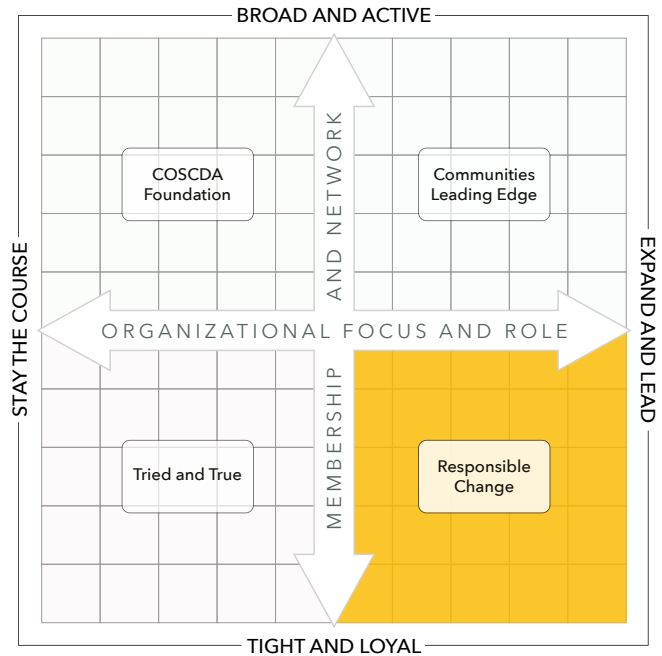 BROAD AND ACTIVE
COSCDA
Foundation
Communities
Leading Edge
STAY THE COURSE
ORGANIZATIONAL FOCUS AND ROLE
MEMBERSHIP AND NETWORK
EXPAND AND LEAD
Tried and True
Responsible
Change
TIGHT AND LOYAL